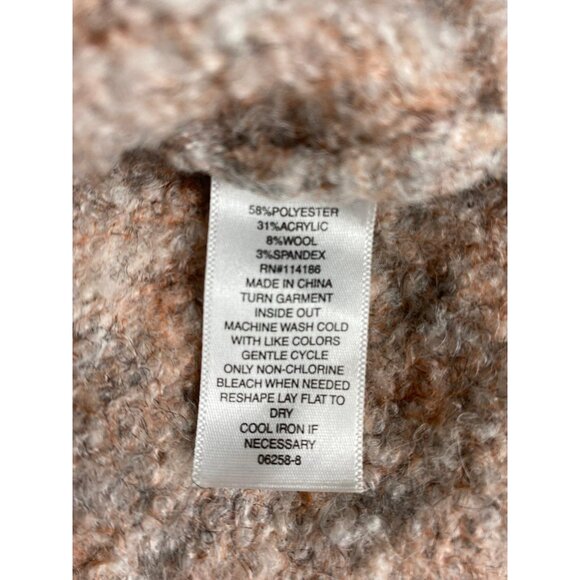 58%POLYESTER
31%ACRYLIC
8%WOOL
3%SPANDEX
RN#114186
MADE IN CHINA
TURN GARMENT
INSIDE OUT
MACHINE WASH COLD
WITH LIKE COLORS
GENTLE CYCLE
ONLY NON-CHLORINE
BLEACH WHEN NEEDED
RESHAPE LAY FLAT TO
DRY
COOL IRON IF
NECESSARY
06258-8